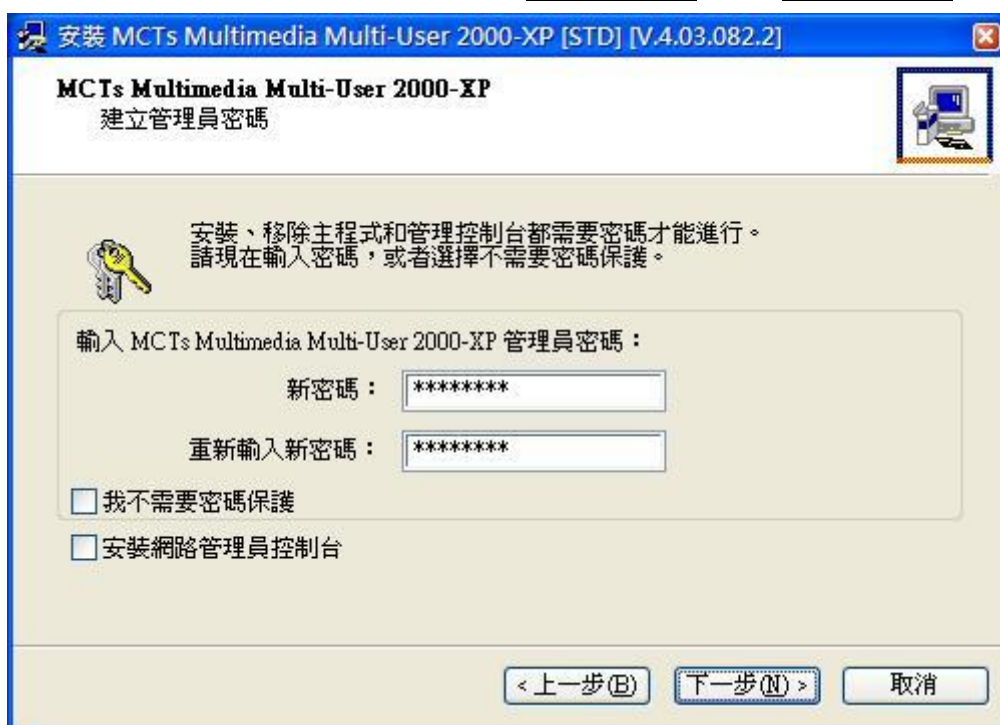 安裝 MCTs Multimedia Multi-User 2000-XP [STD] [V.4.03.082.2]
MCTs Multimedia Multi-User 2000-XP
建立管理員密碼
安裝、移除主程式和管理控制台都需要密碼才能進行。
請現在輸入密碼，或者選擇不需要密碼保護。
輸入 MCTs Multimedia Multi-User 2000-XP 管理員密碼：
新密碼： ********
重新輸入新密碼： ********
我不需要密碼保護
安裝網路管理員控制台
<上一步(B) 下一步(N)> 取消